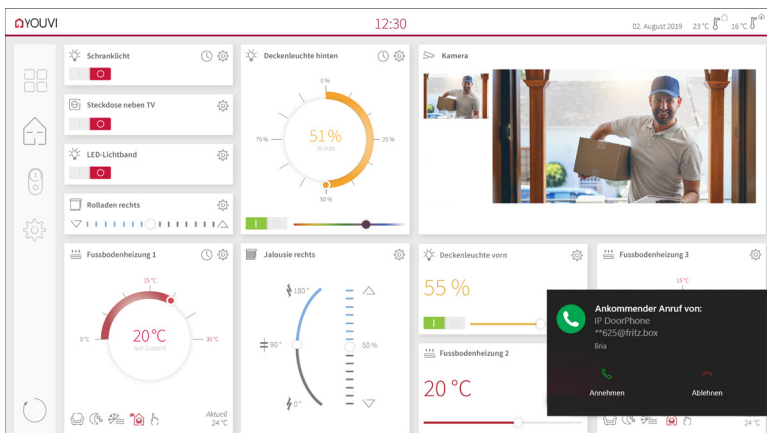 YOUVI
12:30
02. August 2019 23 °C 16 °C
Schranklicht
Steckdose neben TV
LED-Lichtband
Rolladen rechts
Deckenleuchte hinten
0%
75%
25%
51%
50%
Kamera
Fussbodenheizung 1
15°C
0°C
30°C
20°C
Soll Zustand
Aktuell
24 °C
Jalousie rechts
180°
90°
50 %
0°
Deckenleuchte vorn
55 %
Fussbodenheizung 2
20 °C
Fussbodenheizung 3
15°C
24 °C
Ankommender Anruf von:
IP DoorPhone
**625@fritz.box
Bria
Annehmen
Ablehnen